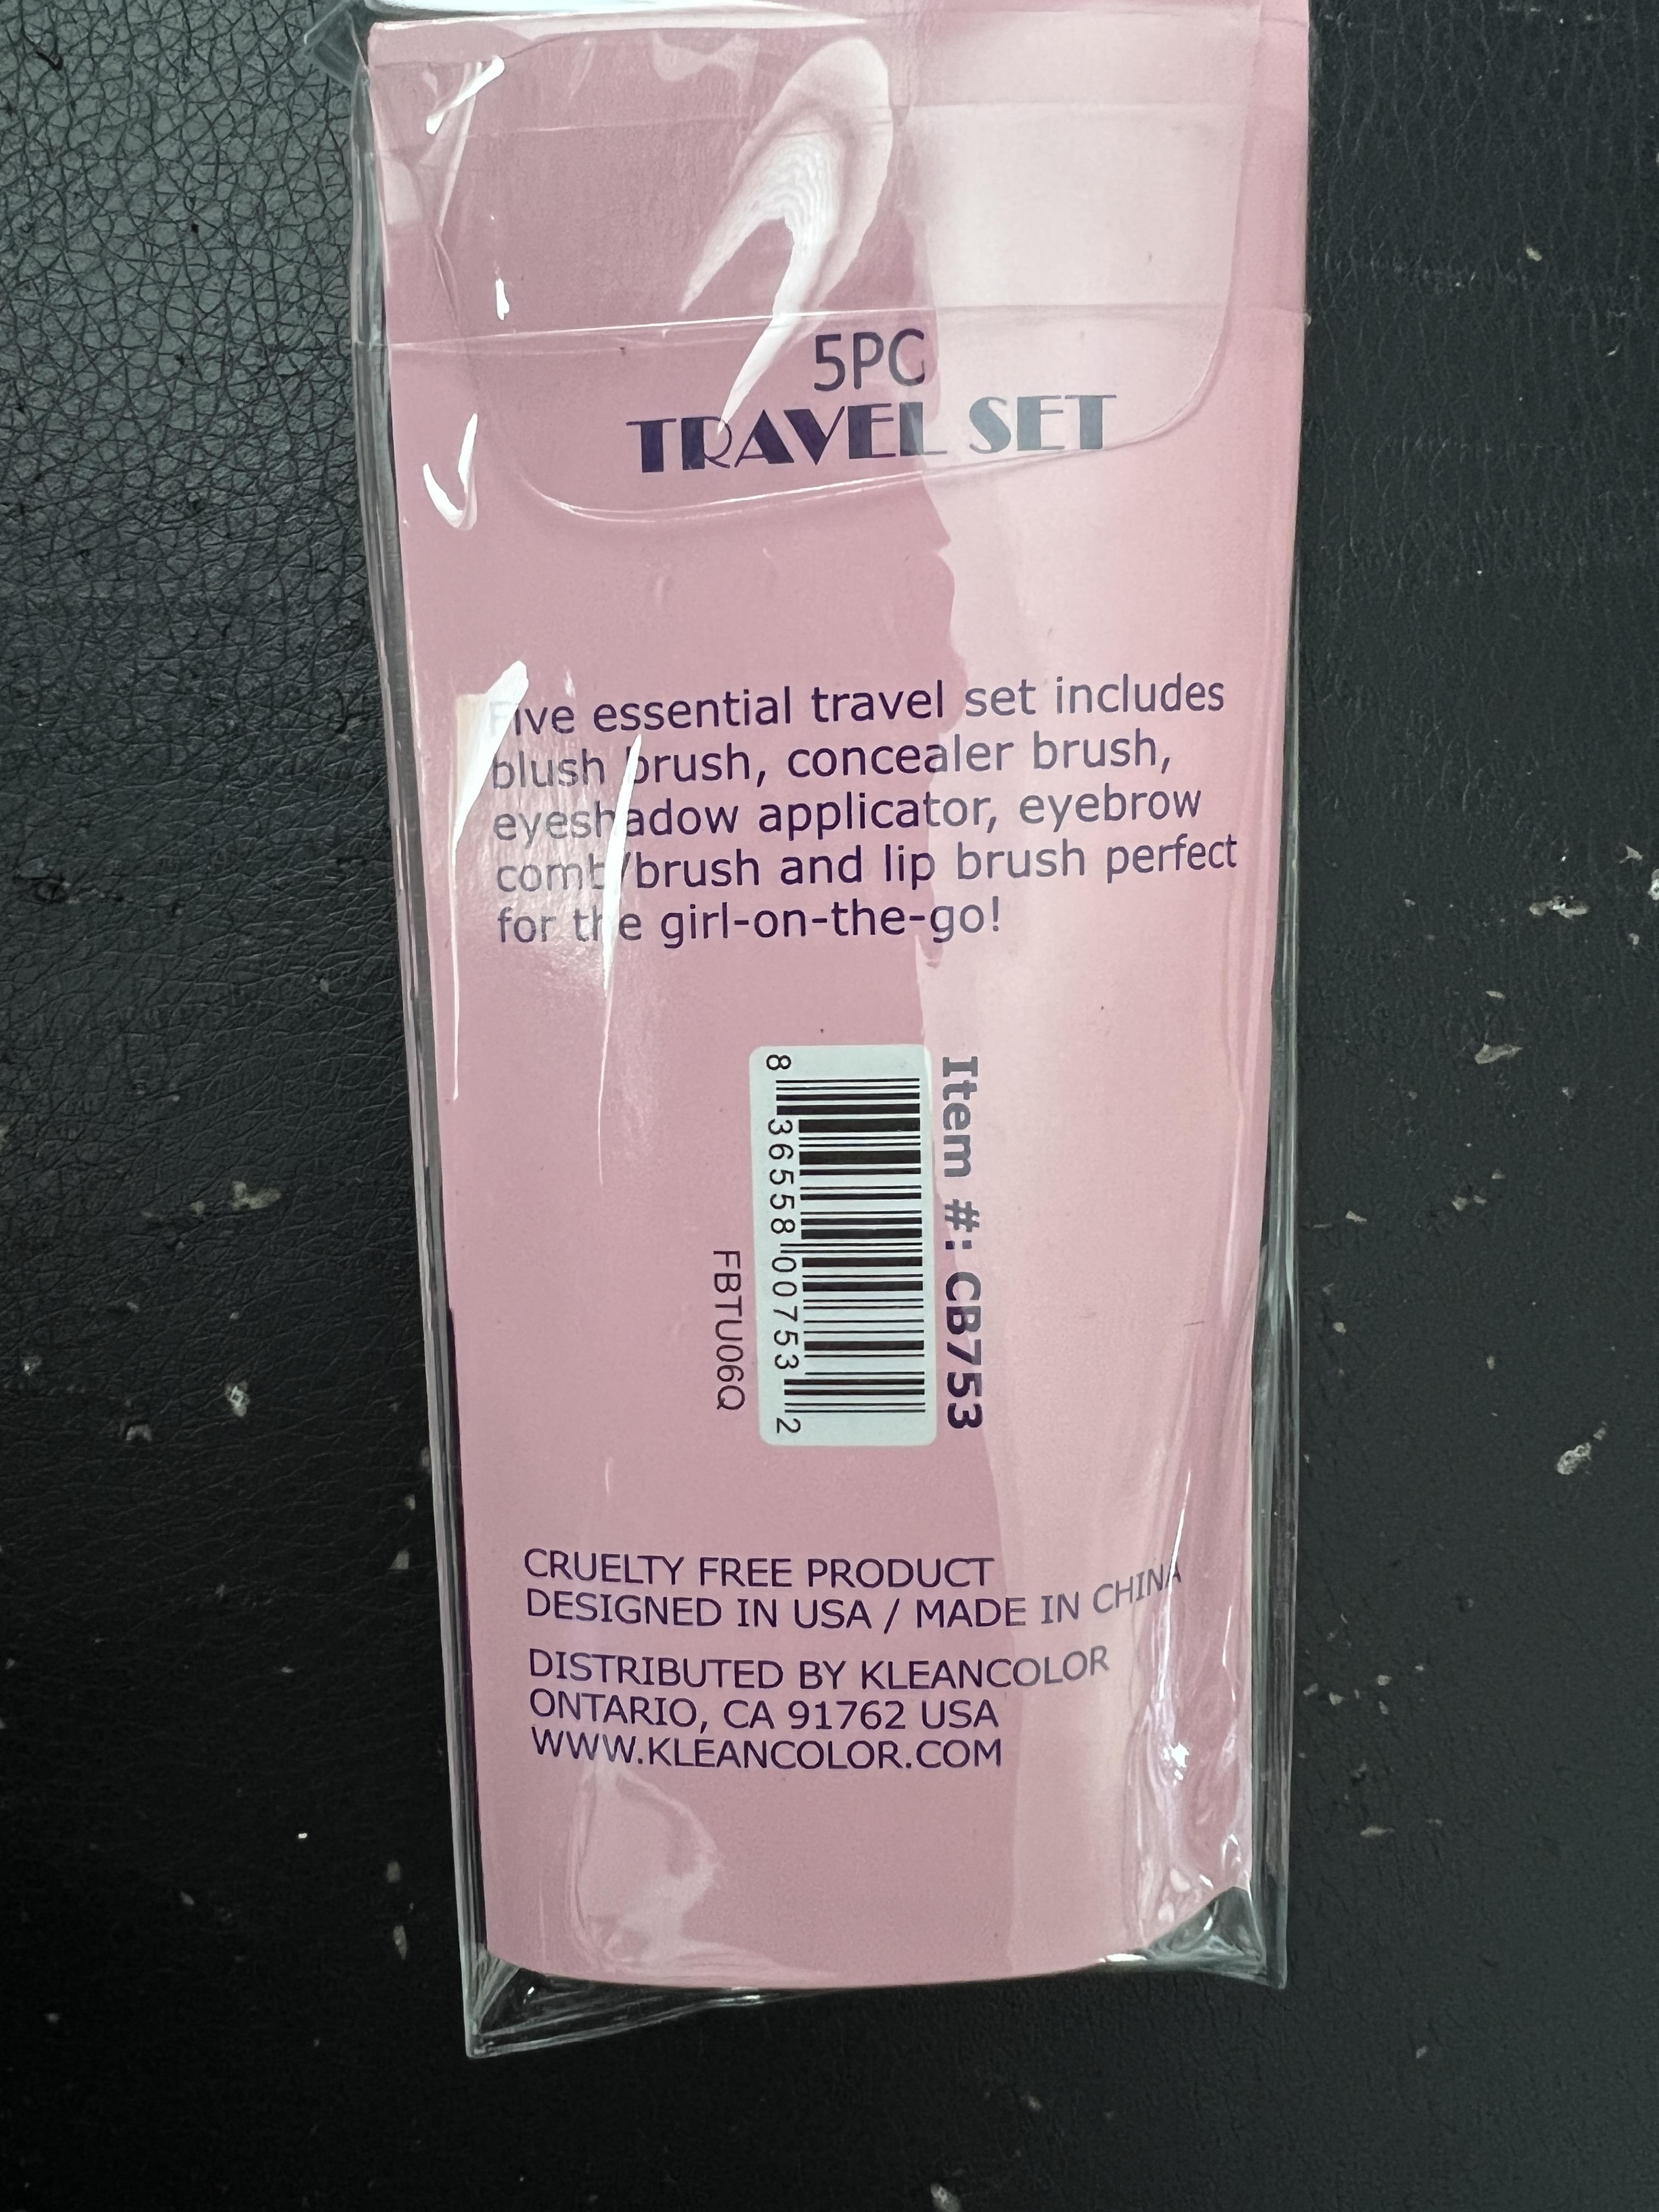 5PC
TRAVEL SET
Five essential travel set includes
blush brush, concealer brush,
eyeshadow applicator, eyebrow
comb/brush and lip brush perfect
for the girl-on-the-go!
Item #: CB753
8 36558 00753 2
FBTU06Q
CRUELTY FREE PRODUCT
DESIGNED IN USA / MADE IN CHINA
DISTRIBUTED BY KLEANCOLOR
ONTARIO, CA 91762 USA
WWW.KLEANCOLOR.COM